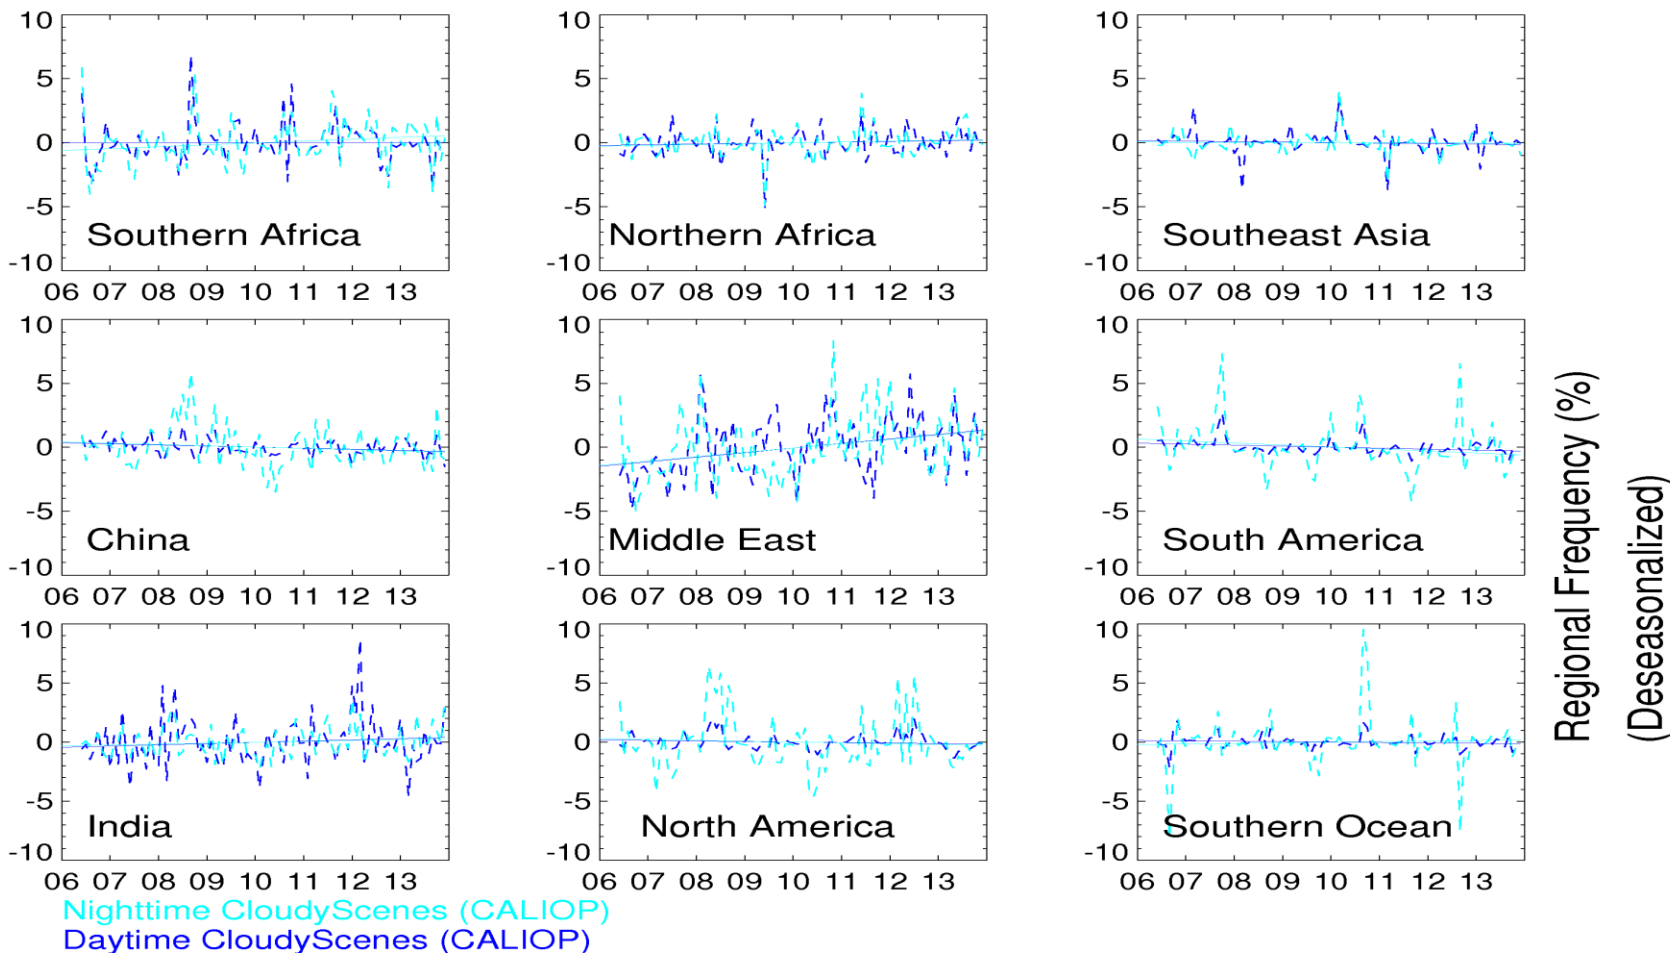 10 10 10
5 5 5
0 0 0
-5 -5 -5
Southern Africa Northern Africa Southeast Asia
-10 -10 -10
06 07 08 09 10 11 12 13 06 07 08 09 10 11 12 13 06 07 08 09 10 11 12 13
10 10 10
5 5 5
0 0 0
-5 -5 -5
China Middle East South America
-10 -10 -10
06 07 08 09 10 11 12 13 06 07 08 09 10 11 12 13 06 07 08 09 10 11 12 13
10 10 10
5 5 5
0 0 0
-5 -5 -5
India North America Southern Ocean
-10 -10 -10
06 07 08 09 10 11 12 13 06 07 08 09 10 11 12 13 06 07 08 09 10 11 12 13
Nighttime CloudyScenes (CALIOP)
Daytime CloudyScenes (CALIOP)
Regional Frequency (%)
(Deseasonalized)